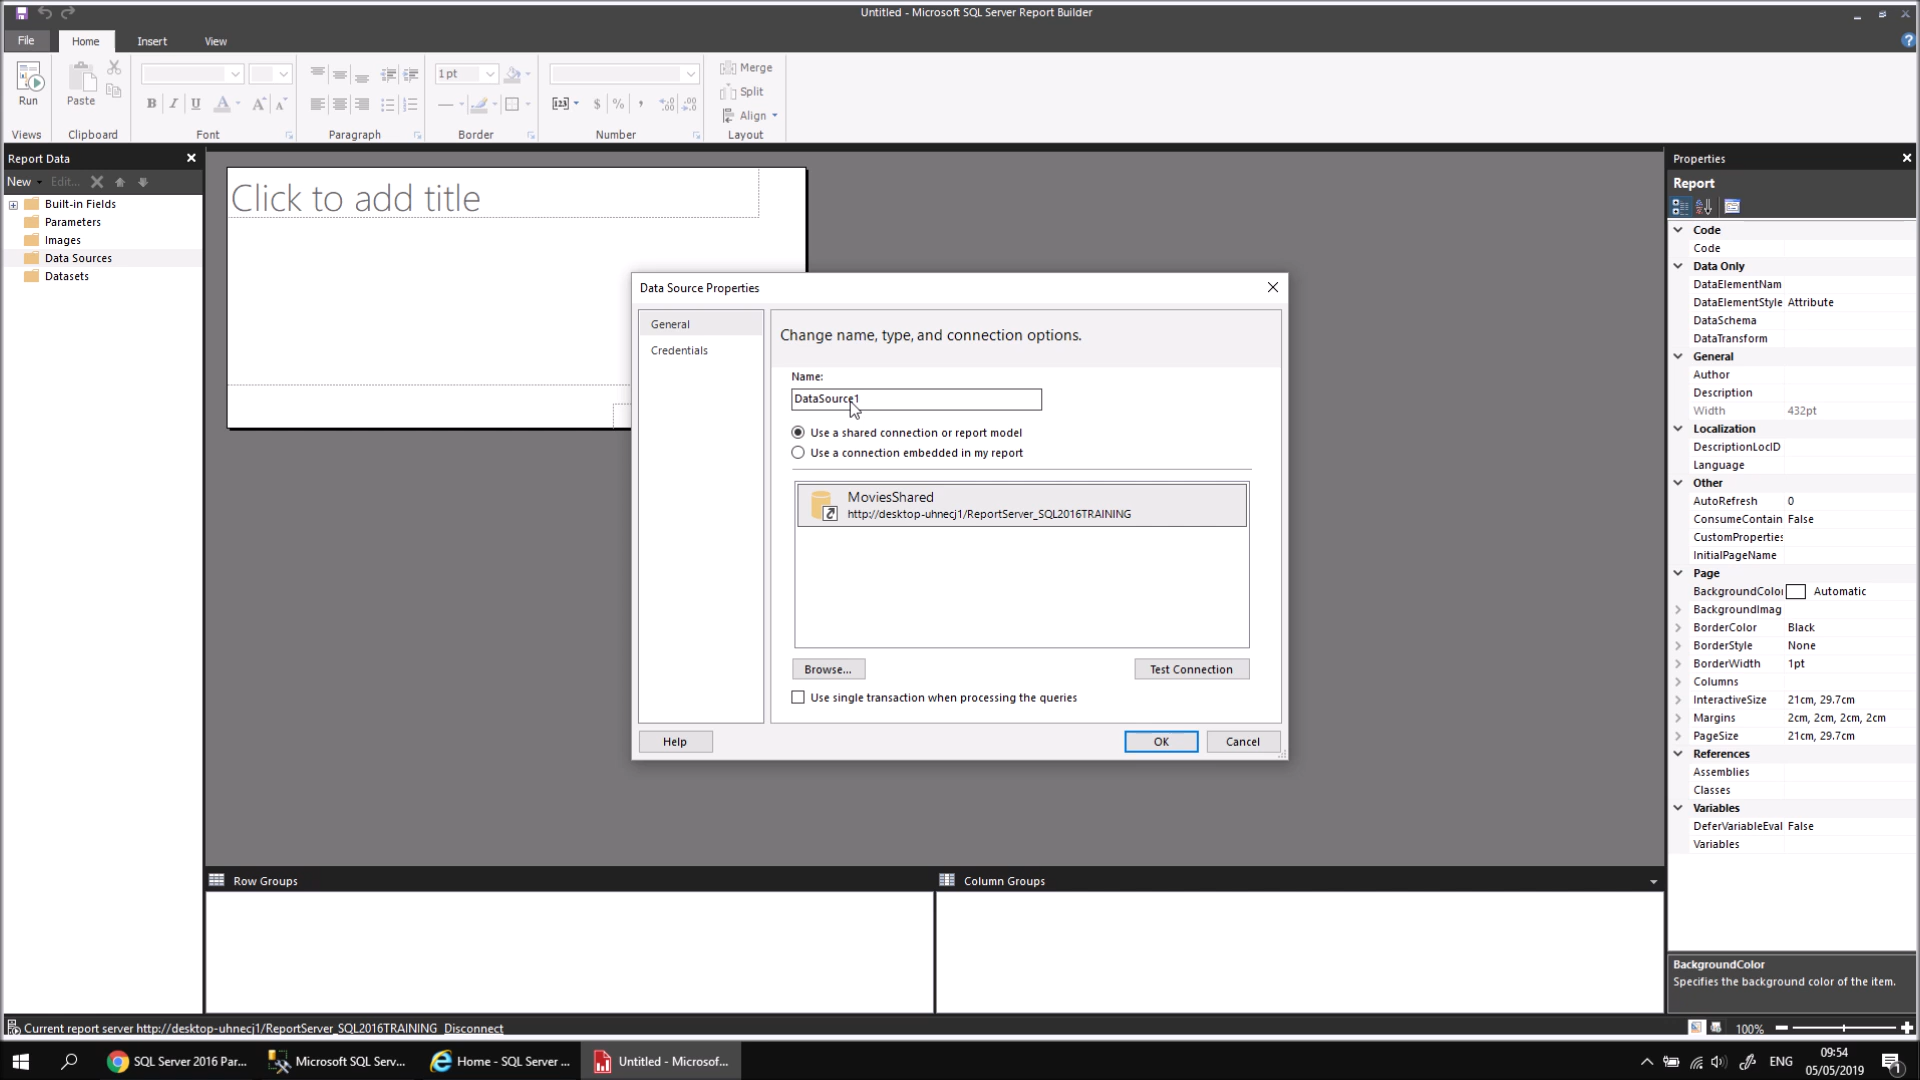 Untitled - Microsoft SQL Server Report Builder
File
Home
Insert
View
Run
Paste
1pt
Merge
Split
Align
B I U A A A
[123] $ % ,
Views
Clipboard
Font
Paragraph
Border
Number
Layout
Report Data
New
Edit...
Built-in Fields
Parameters
Images
Data Sources
Datasets
Click to add title
Data Source Properties
General
Credentials
Change name, type, and connection options.
Name:
DataSource1
Use a shared connection or report model
Use a connection embedded in my report
MoviesShared
http://desktop-uhnecj1/ReportServer_SQL2016TRAINING
Browse...
Test Connection
Use single transaction when processing the queries
Help
OK
Cancel
Properties
Report
Code
Code
Data Only
DataElementNam
DataElementStyle Attribute
DataSchema
DataTransform
General
Author
Description
Width 432pt
Localization
DescriptionLocID
Language
Other
AutoRefresh 0
ConsumeContain False
CustomProperties
InitialPageName
Page
BackgroundColor Automatic
BackgroundImag
BorderColor Black
BorderStyle None
BorderWidth 1pt
Columns
InteractiveSize 21cm, 29.7cm
Margins 2cm, 2cm, 2cm, 2cm
PageSize 21cm, 29.7cm
References
Assemblies
Classes
Variables
DeferVariableEval False
Variables
BackgroundColor
Specifies the background color of the item.
Row Groups
Column Groups
Current report server http://desktop-uhnecj1/ReportServer_SQL2016TRAINING Disconnect
100%
SQL Server 2016 Par...
Microsoft SQL Serv...
Home - SQL Server ...
Untitled - Microsof...
ENG
09:54
05/05/2019
1